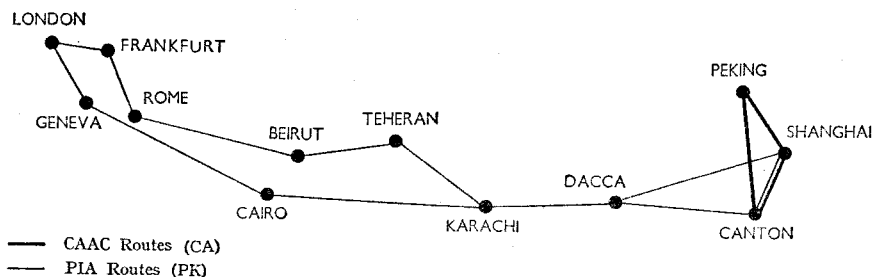 LONDON
FRANKFURT
PEKING
ROME
GENEVA
TEHERAN
BEIRUT
SHANGHAI
DACCA
CAIRO
KARACHI
CANTON
CAAC Routes (CA)
PIA Routes (PK)